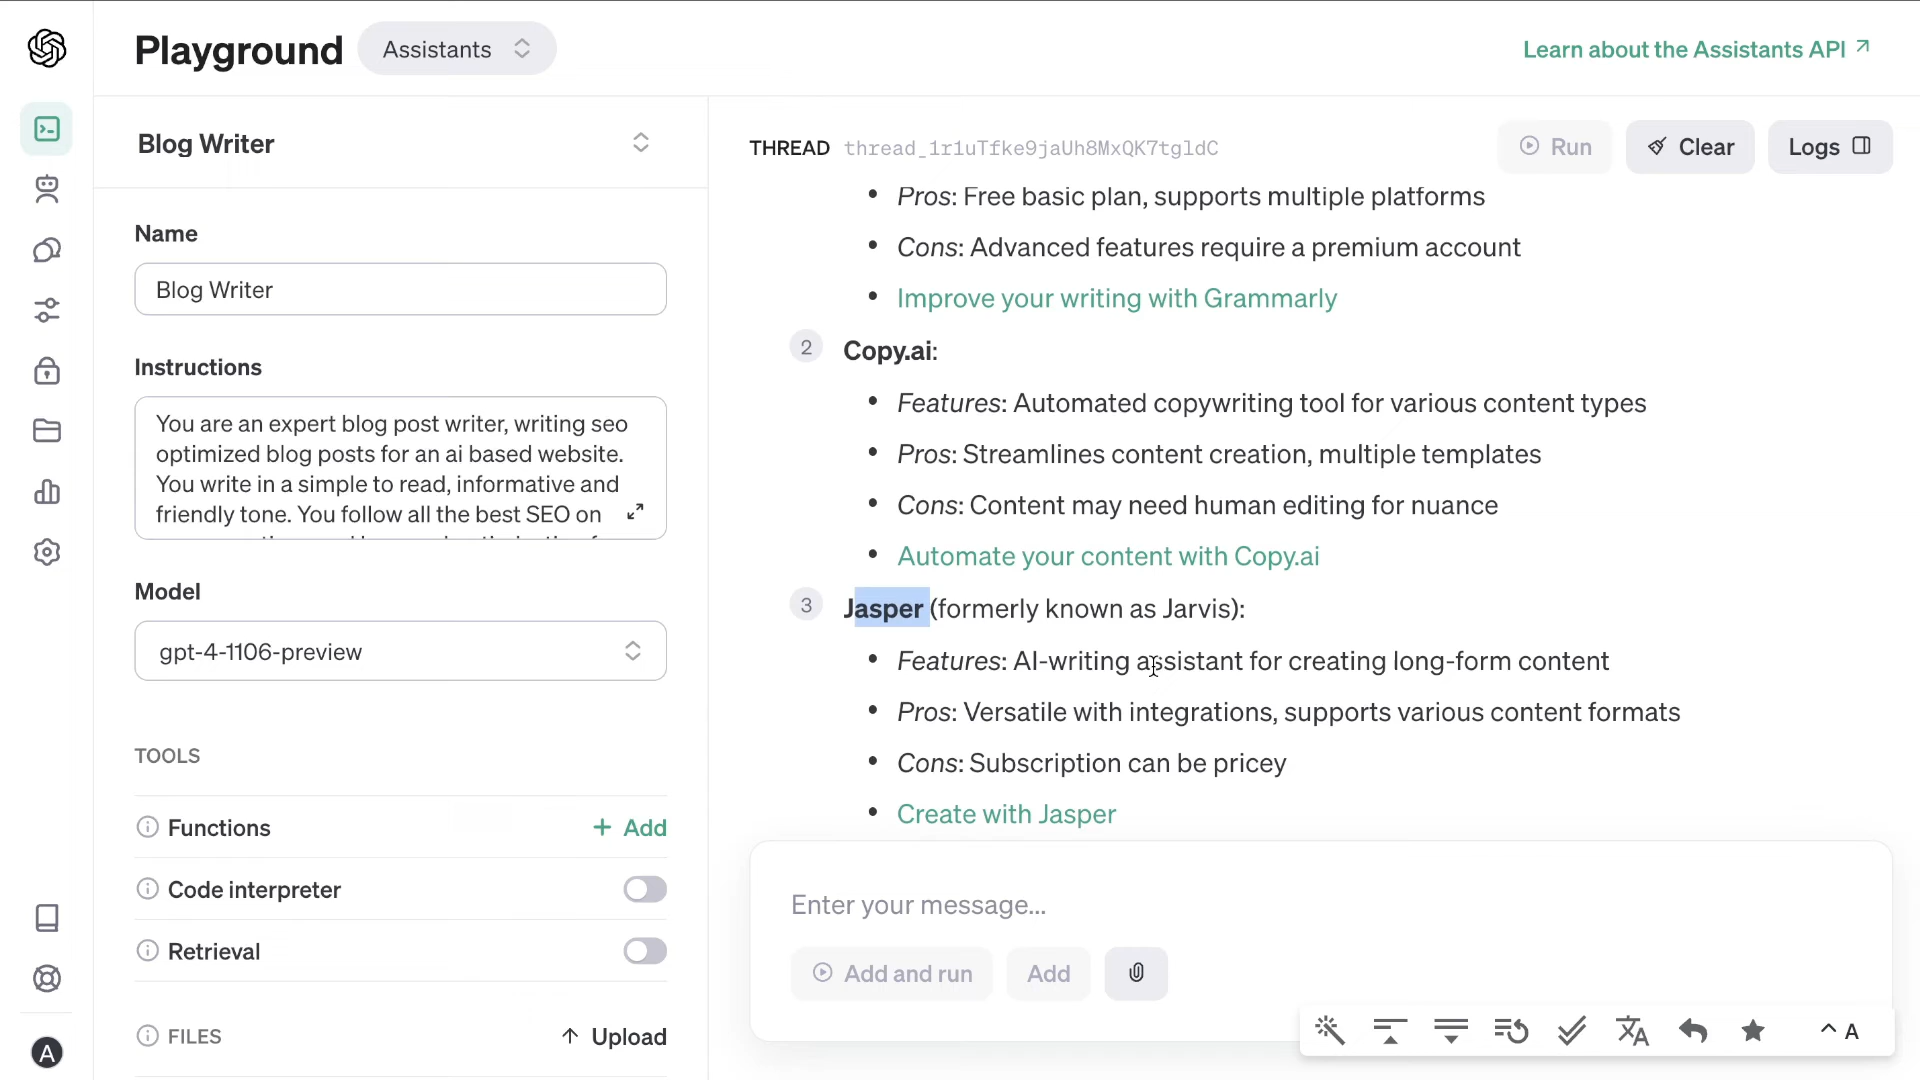 Playground
Assistants
Learn about the Assistants API
Blog Writer
Name
Blog Writer
Instructions
You are an expert blog post writer, writing seo
optimized blog posts for an ai based website.
You write in a simple to read, informative and
friendly tone. You follow all the best SEO on
Model
gpt-4-1106-preview
TOOLS
Functions
+ Add
Code interpreter
Retrieval
FILES
Upload
A
THREAD thread_1r1uTfke9jaUh8MxQK7tgldC
Run
Clear
Logs
• Pros: Free basic plan, supports multiple platforms
• Cons: Advanced features require a premium account
• Improve your writing with Grammarly
2 Copy.ai:
• Features: Automated copywriting tool for various content types
• Pros: Streamlines content creation, multiple templates
• Cons: Content may need human editing for nuance
• Automate your content with Copy.ai
3 Jasper (formerly known as Jarvis):
• Features: AI-writing assistant for creating long-form content
• Pros: Versatile with integrations, supports various content formats
• Cons: Subscription can be pricey
• Create with Jasper
Enter your message...
Add and run
Add
A